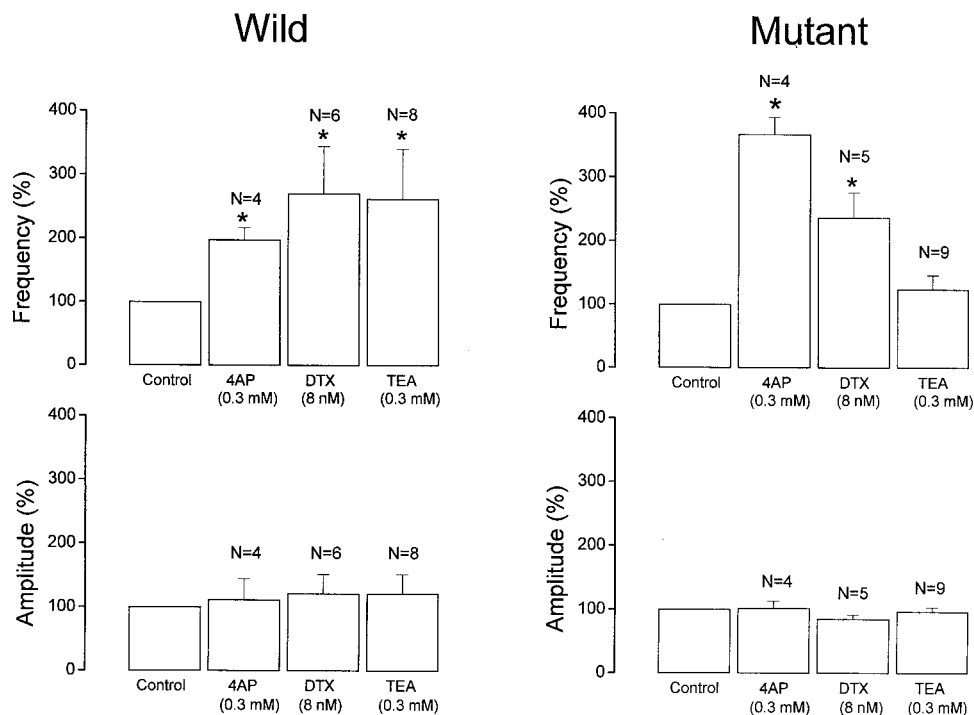 Wild
Mutant
Frequency (%)
400
300
200
100
0
N=4
*
N=6
*
N=8
*
Control
4AP
(0.3 mM)
DTX
(8 nM)
TEA
(0.3 mM)
Frequency (%)
400
300
400
100
0
N=4
*
N=5
*
N=9
Control
4AP
(0.3 mM)
DTX
(8 nM)
TEA
(0.3 mM)
Amplitude (%)
400
300
200
100
0
N=4
N=6
N=8
Control
4AP
(0.3 mM)
DTX
(8 nM)
TEA
(0.3 mM)
Amplitude (%)
400
300
400
100
0
N=4
N=5
N=9
Control
4AP
(0.3 mM)
DTX
(8 nM)
TEA
(0.3 mM)